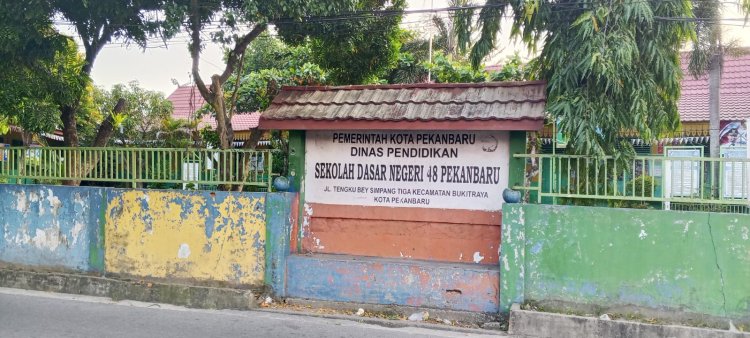 PEMERINTAH KOTA PEKANBARU
DINAS PENDIDIKAN
SEKOLAH DASAR NEGERI 48 PEKANBARU
JL. TENGKU BEY SIMPANG TIGA KECAMATAN BUKITRAYA
KOTA PEKANBARU